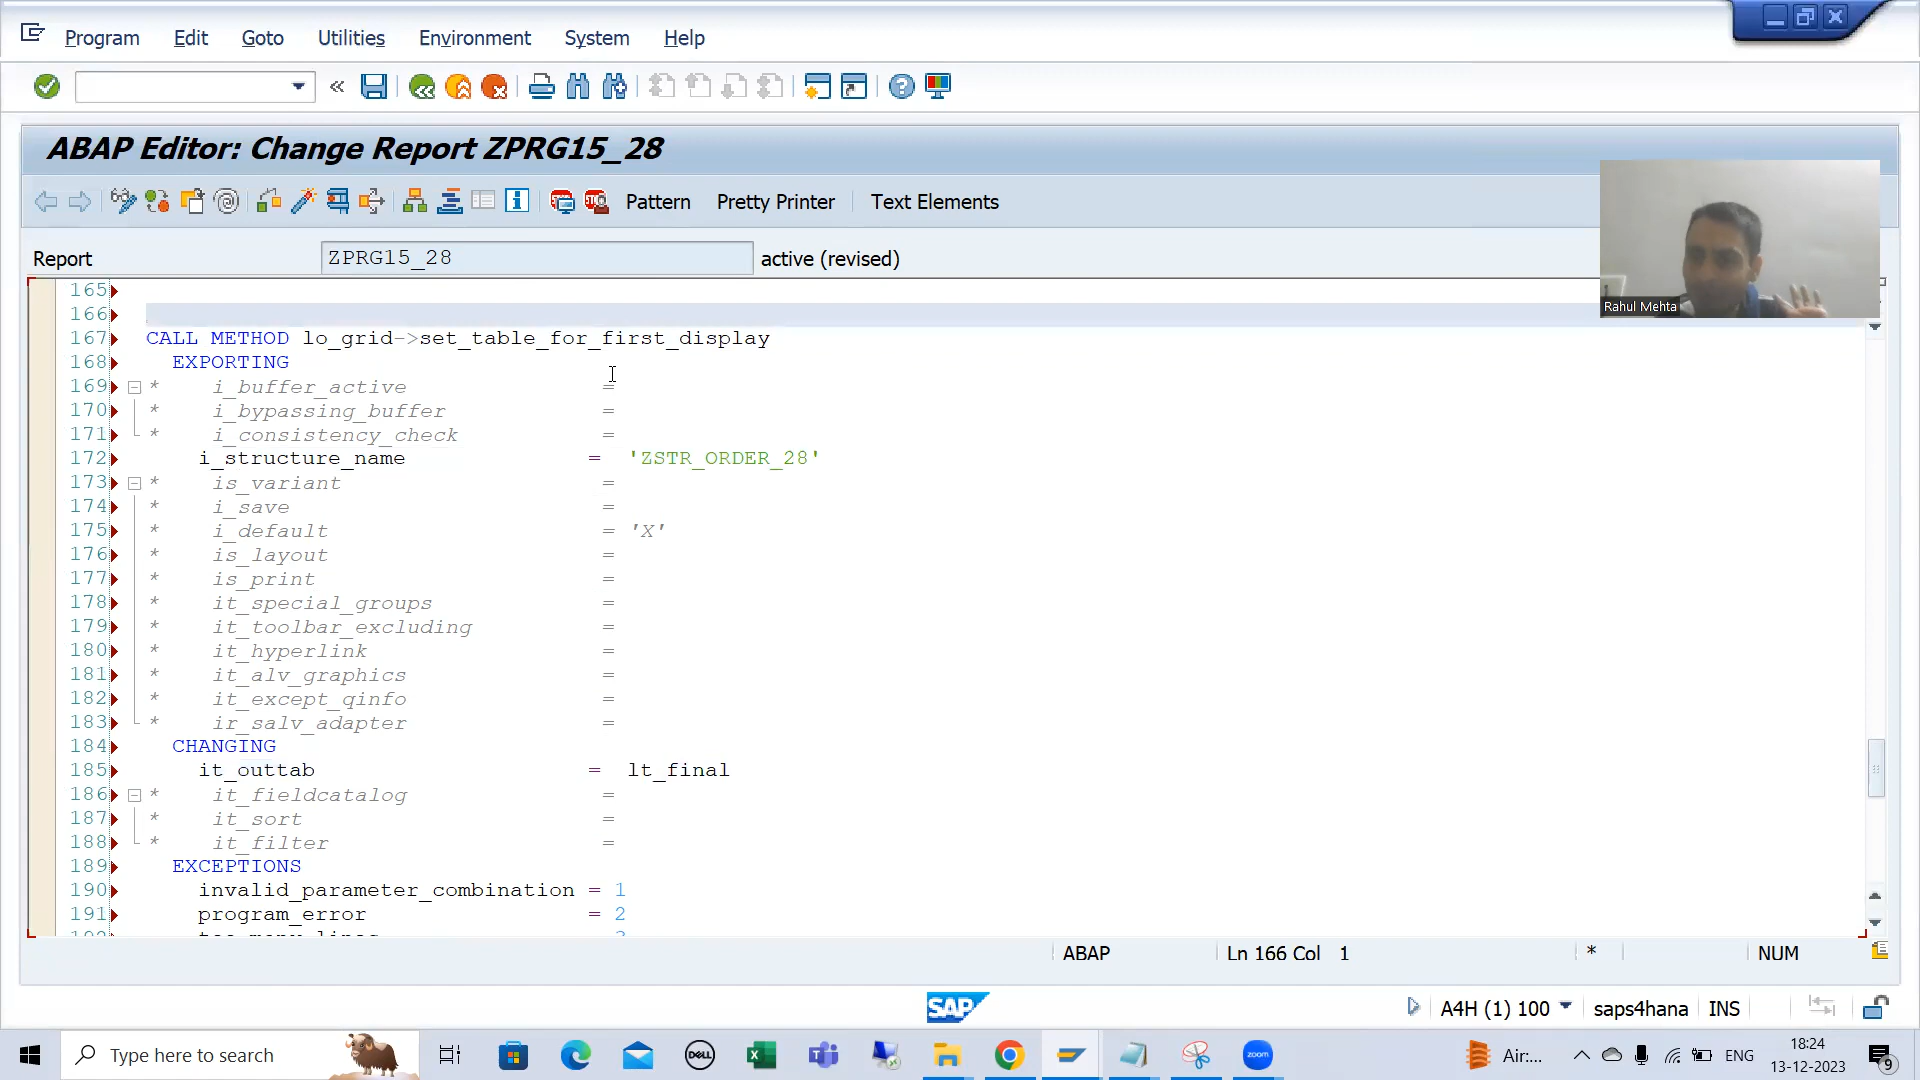 Program Edit Goto Utilities Environment System Help
ABAP Editor: Change Report ZPRG15_28
Pattern Pretty Printer Text Elements
Report ZPRG15_28 active (revised)
Rahul Mehta
165
166
167 CALL METHOD lo_grid->set_table_for_first_display
168 EXPORTING
169 * i_buffer_active =
170 * i_bypassing_buffer =
171 * i_consistency_check =
172 i_structure_name = 'ZSTR_ORDER_28'
173 * is_variant =
174 * i_save =
175 * i_default = 'X'
176 * is_layout =
177 * is_print =
178 * it_special_groups =
179 * it_toolbar_excluding =
180 * it_hyperlink =
181 * it_alv_graphics =
182 * it_except_qinfo =
183 * ir_salv_adapter =
184 CHANGING
185 it_outtab = lt_final
186 * it_fieldcatalog =
187 * it_sort =
188 * it_filter =
189 EXCEPTIONS
190 invalid_parameter_combination = 1
191 program_error = 2
ABAP Ln 166 Col 1 * NUM
SAP A4H (1) 100 saps4hana INS
Type here to search DELL zoom Air:... ENG 18:24
13-12-2023 9